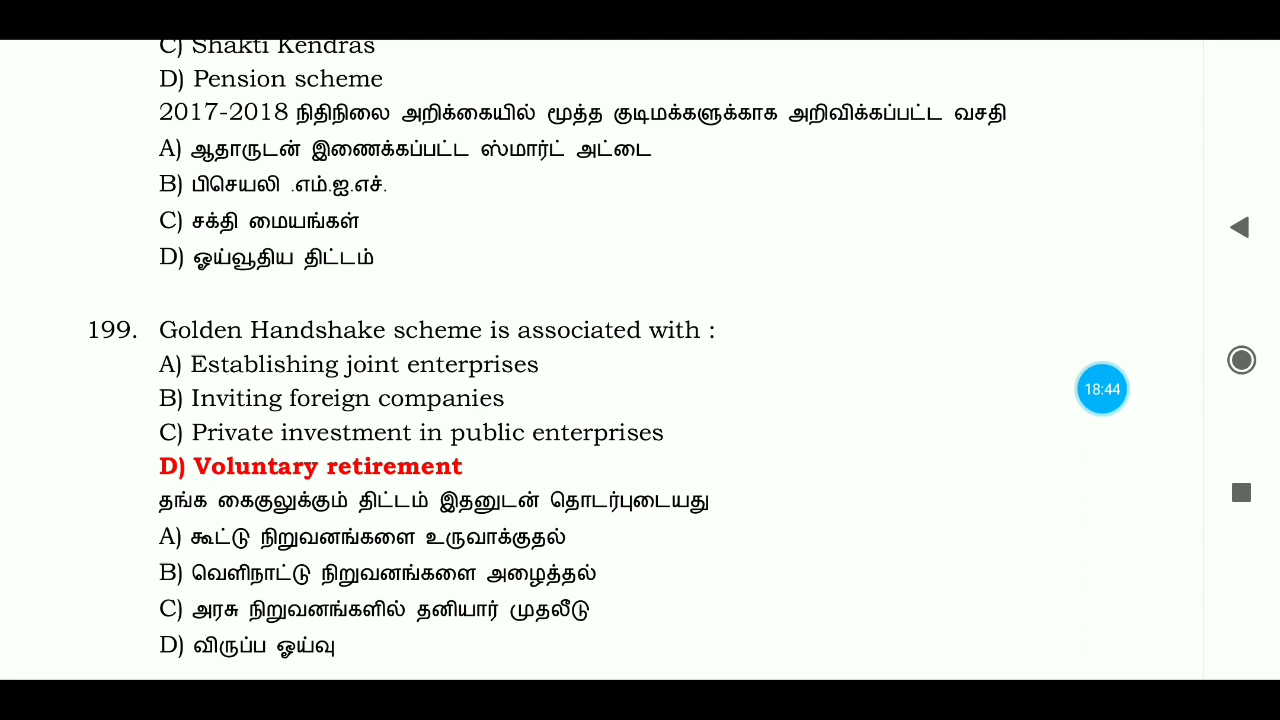 C) Shakti Kendras
D) Pension scheme
2017-2018 நிதிநிலை அறிக்கையில் மூத்த குடிமக்களுக்காக அறிவிக்கப்பட்ட வசதி
A) ஆதாருடன் இணைக்கப்பட்ட ஸ்மார்ட் அட்டை
B) பிசெயலி .எம்.ஐ.எச்.
C) சக்தி மையங்கள்
D) ஓய்வூதிய திட்டம்
199. Golden Handshake scheme is associated with :
A) Establishing joint enterprises
B) Inviting foreign companies
C) Private investment in public enterprises
D) Voluntary retirement
தங்க கைகுலுக்கும் திட்டம் இதனுடன் தொடர்புடையது
A) கூட்டு நிறுவனங்களை உருவாக்குதல்
B) வெளிநாட்டு நிறுவனங்களை அழைத்தல்
C) அரசு நிறுவனங்களில் தனியார் முதலீடு
D) விருப்ப ஓய்வு
18:44